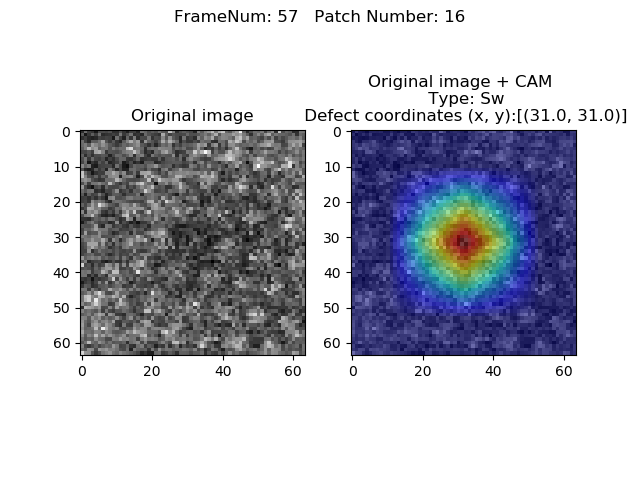 FrameNum: 57   Patch Number: 16
Original image
Original image + CAM
Type: Sw
Defect coordinates (x, y):[(31.0, 31.0)]
0
10
20
30
40
50
60
0 20 40 60
0
10
20
30
40
50
60
0 20 40 60